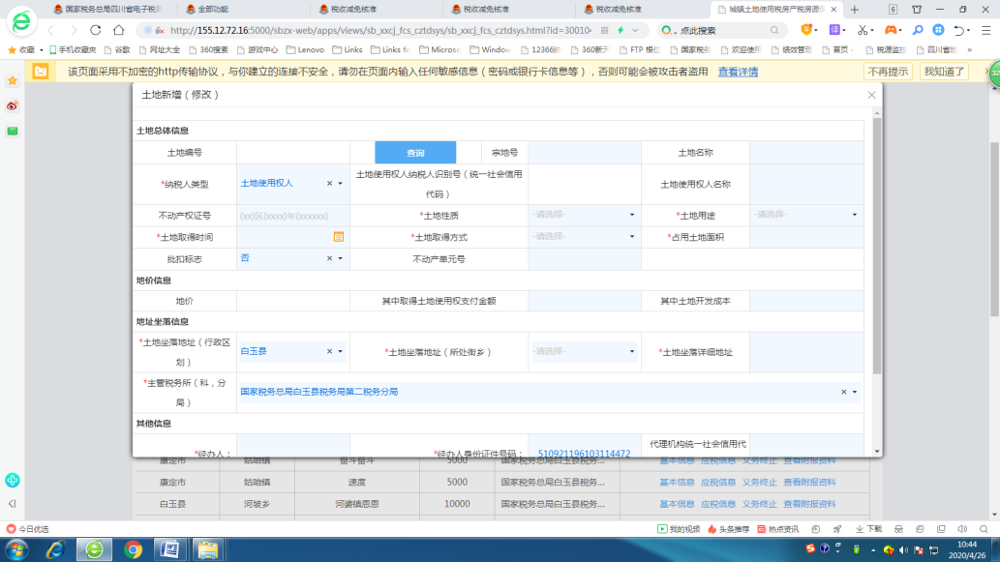 国家税务总局四川省电子税务 全部功能 税收减免核准 税收减免核准 税收减免核准 城镇土地使用税房产税房源信 × 6
http://155.12.72.16:5000/sbzx-web/apps/views/sb_xxcj_fcs_cztdsys/sb_xxcj_fcs_cztdsys.html?id=30010 点此搜索
收藏 手机收藏夹 谷歌 网址大全 360搜索 游戏中心 Lenovo Links Links fo Microsc Window 12366纳 360新天 FTP 根位 国家税务 欢迎使用 绩效管理 首页 - 税源监控 四川省地 »
该页面采用不加密的http传输协议，与你建立的连接不安全，请勿在页面内输入任何敏感信息（密码或银行卡信息等），否则可能会被攻击者盗用 查看详情 不再提示 我知道了
32
土地新增（修改）
土地总体信息
土地编号 查询 宗地号 土地名称
*纳税人类型 土地使用权人 × 土地使用权人纳税人识别号（统一社会信用代码） 土地使用权人名称
不动产权证号 (xx)区(xxxx)年(xxxxxx) *土地性质 -请选择- *土地用途 -请选择-
*土地取得时间 *土地取得方式 -请选择- *占用土地面积
批扣标志 否 × 不动产单元号
地价信息
地价 其中取得土地使用权支付金额 其中土地开发成本
地址坐落信息
*土地坐落地址（行政区划） 白玉县 × *土地坐落地址（所处街乡） -请选择- *土地坐落详细地址
*主管税务所（科，分局） 国家税务总局白玉县税务局第二税务分局 ×
其他信息
*经办人： *经办人身份证件号码： 510921196103114472 代理机构统一社会信用代
康定市 姑咱镇 奋斗奋斗 5000 国家税务总局白玉县税务... 基本信息 应税信息 义务终止 查看附报资料
康定市 姑咱镇 速度 5000 国家税务总局白玉县税务... 基本信息 应税信息 义务终止 查看附报资料
白玉县 河坡乡 河婆镇恩恩 10000 国家税务总局白玉县税务... 基本信息 应税信息 义务终止 查看附报资料
今日优选 我的视频 头条推荐 热点资讯 下载
10:44
2020/4/26